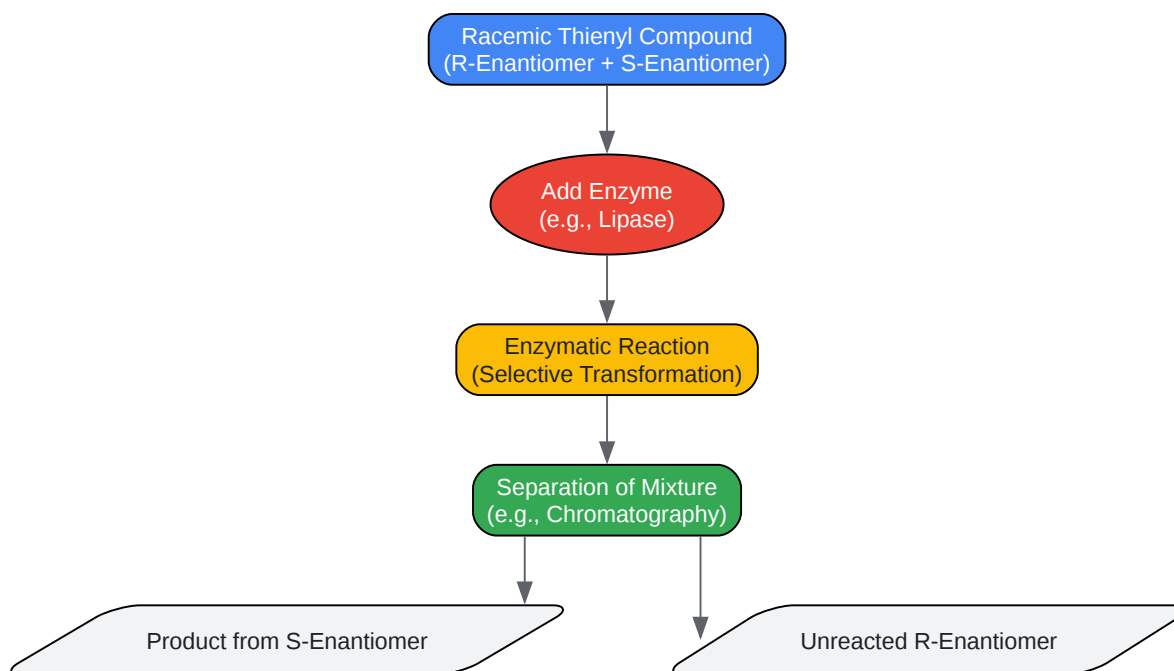 Racemic Thienyl Compound
(R-Enantiomer + S-Enantiomer)
Add Enzyme
(e.g., Lipase)
Enzymatic Reaction
(Selective Transformation)
Separation of Mixture
(e.g., Chromatography)
Product from S-Enantiomer
Unreacted R-Enantiomer